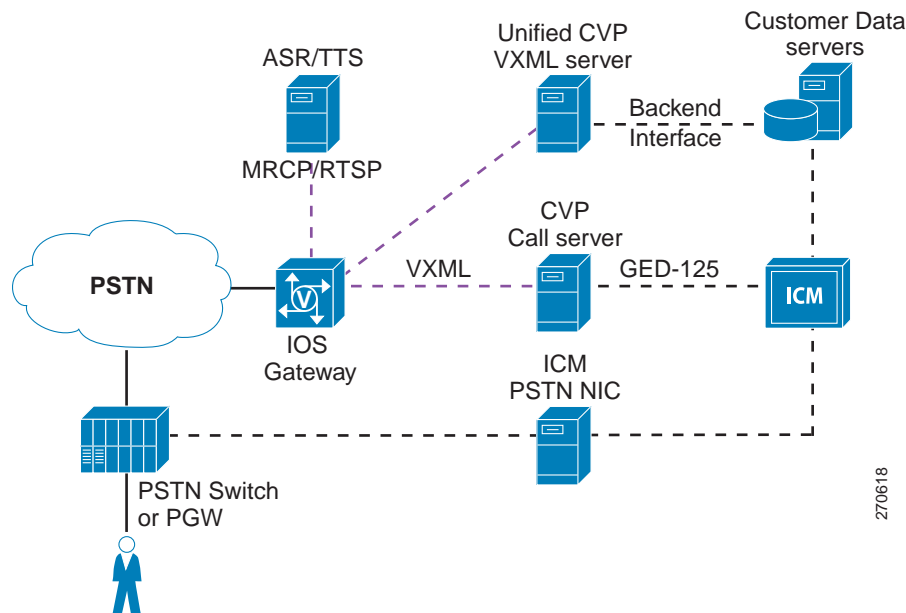 Unified CVP
VXML server
Customer Data
servers
ASR/TTS
Backend
Interface
MRCP/RTSP
CVP
Call server
PSTN
VXML
GED-125
V
ICM
IOS
Gateway
ICM
PSTN NIC
PSTN Switch
or PGW
270618